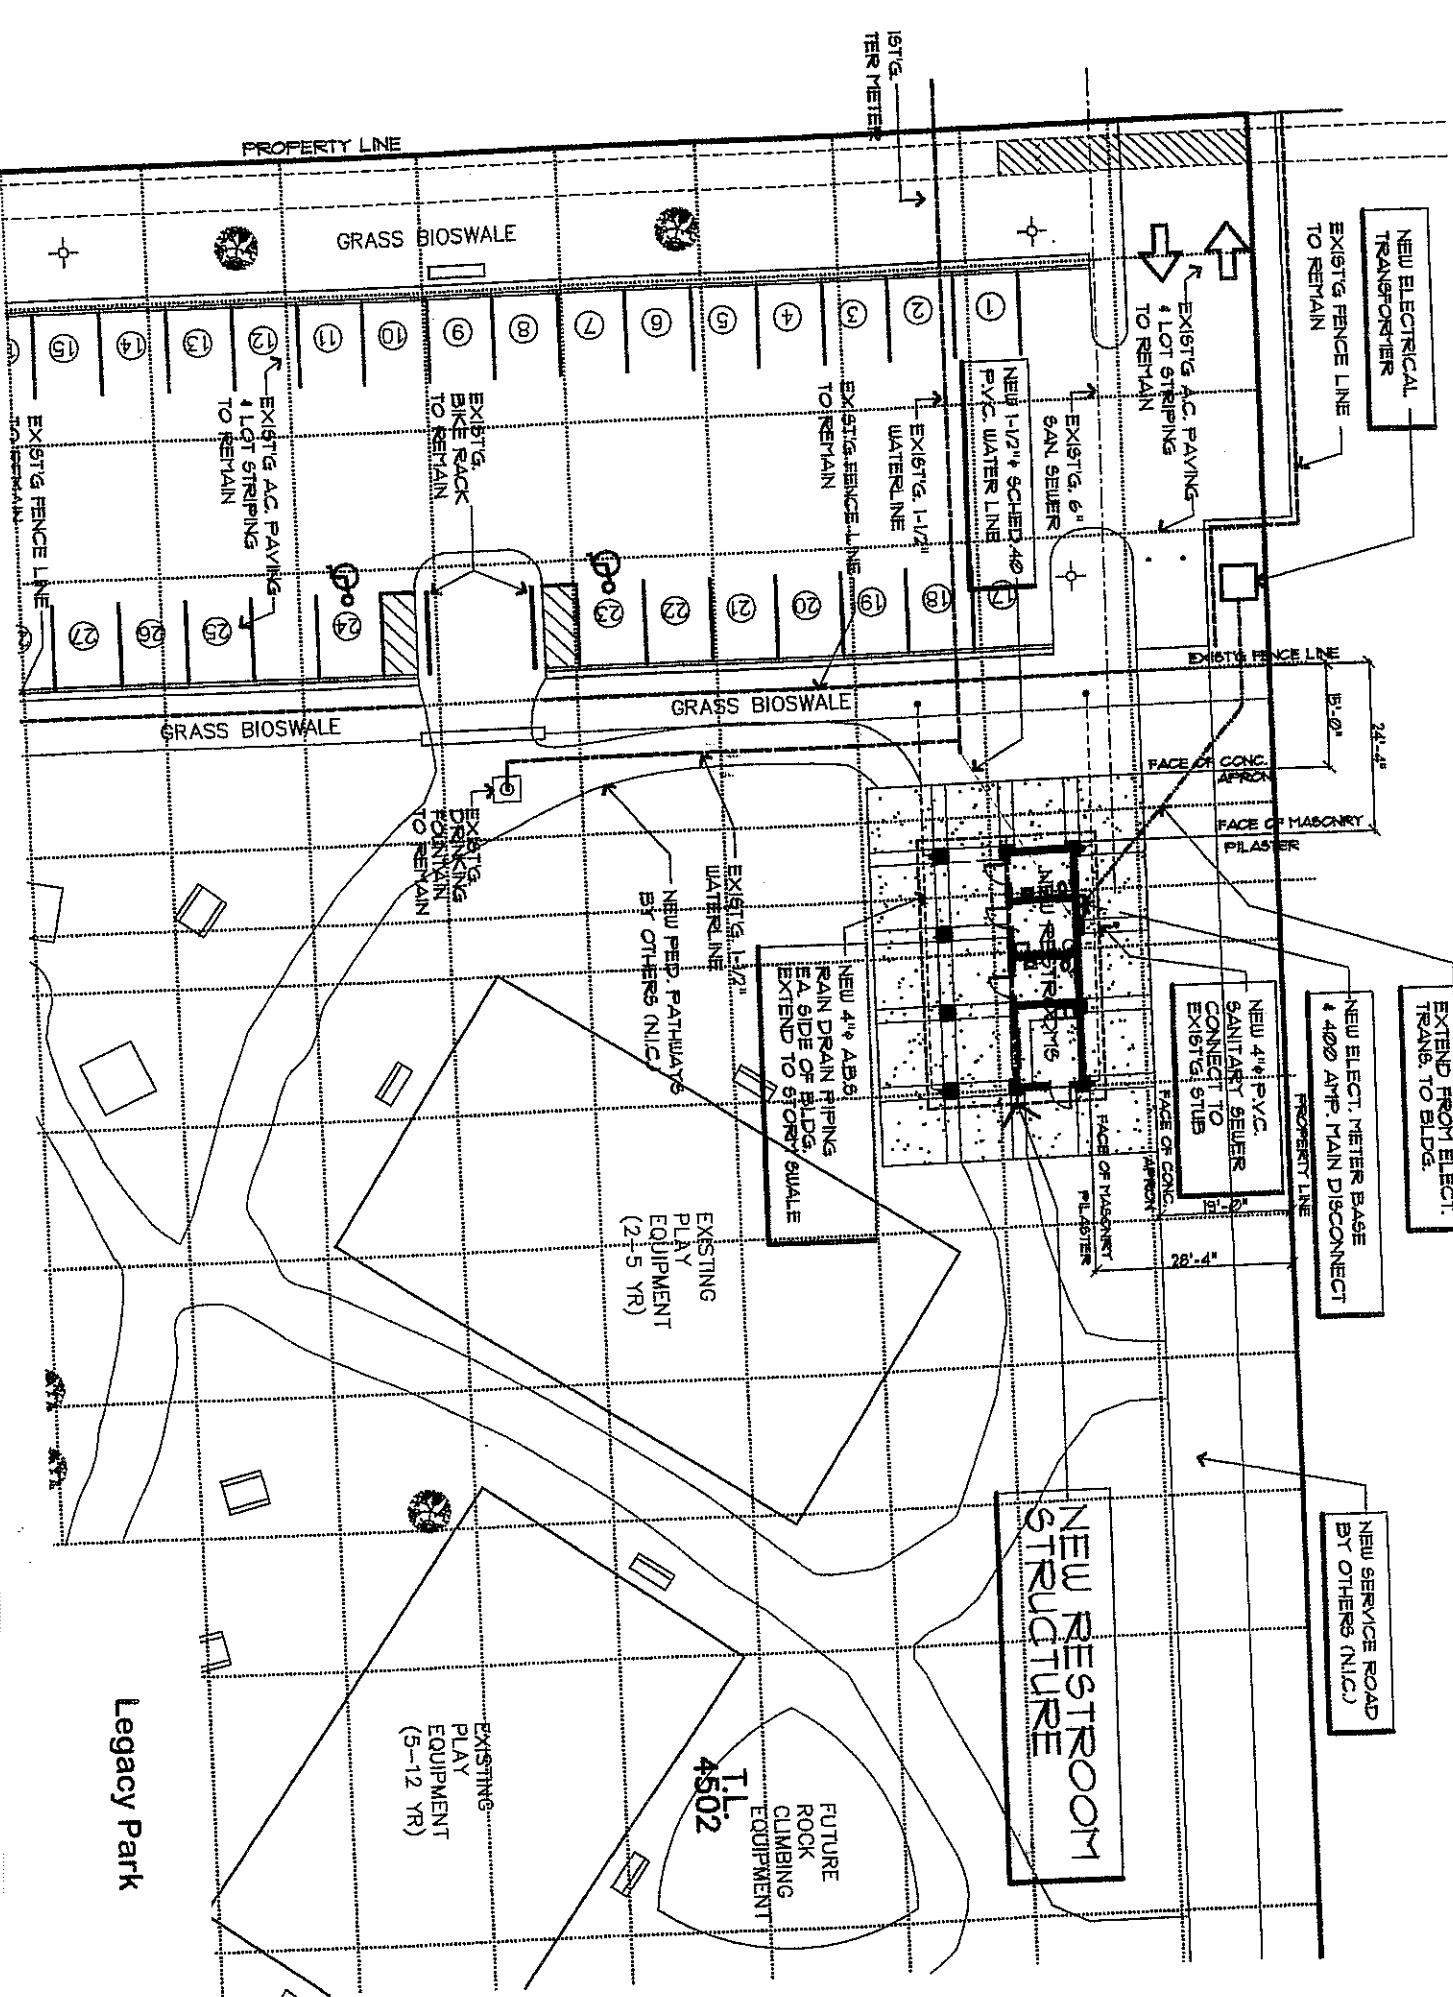 IST'G.
TER METER
PROPERTY LINE
GRASS BIOSWALE
NEW ELECTRICAL
TRANSFORMER
EXIST'G FENCE LINE
TO REMAIN
EXIST'G A.C. PAVING
& LOT STRIPING
TO REMAIN
1
2
3
4
5
6
7
8
9
10
11
12
13
14
15
EXIST'G. 6"
SAN. SEWER
NEW 1-1/2"⌀ SCHED. 40
P.V.C. WATER LINE
EXIST'G. 1-1/2"
WATERLINE
EXIST'G. FENCE LINE
TO REMAIN
EXIST'G.
BIKE RACK
TO REMAIN
EXIST'G A.C. PAVING
& LOT STRIPING
TO REMAIN
EXIST'G FENCE LINE
TO REMAIN
17
18
19
20
21
22
23
24
25
26
27
EXIST'G FENCE LINE
15'-0"
24'-4"
GRASS BIOSWALE
GRASS BIOSWALE
FACE OF CONC.
APRON
FACE OF MASONRY
PILASTER
EXIST'G.
DRINKING
FOUNTAIN
TO REMAIN
EXIST'G. 1-1/2"
WATERLINE
NEW PED. PATHWAYS
BY OTHERS (N.I.C.)
NEW RESTROOMS
NEW 4"⌀ ABS
RAIN DRAIN PIPING
EA. SIDE OF BLDG.
EXTEND TO STORM SWALE
NEW 4"⌀ P.V.C.
SANITARY SEWER
CONNECT TO
EXIST'G. STUB
NEW ELECT. METER BASE
& 400 AMP. MAIN DISCONNECT
EXTEND FROM ELECT.
TRANS. TO BLDG.
PROPERTY LINE
FACE OF CONC.
APRON
FACE OF MASONRY
PILASTER
28'-4"
EXISTING
PLAY
EQUIPMENT
(2-5 YR)
NEW RESTROOM
STRUCTURE
NEW SERVICE ROAD
BY OTHERS (N.I.C.)
EXISTING
PLAY
EQUIPMENT
(5-12 YR)
T.L.
4502
FUTURE
ROCK
CLIMBING
EQUIPMENT
Legacy Park